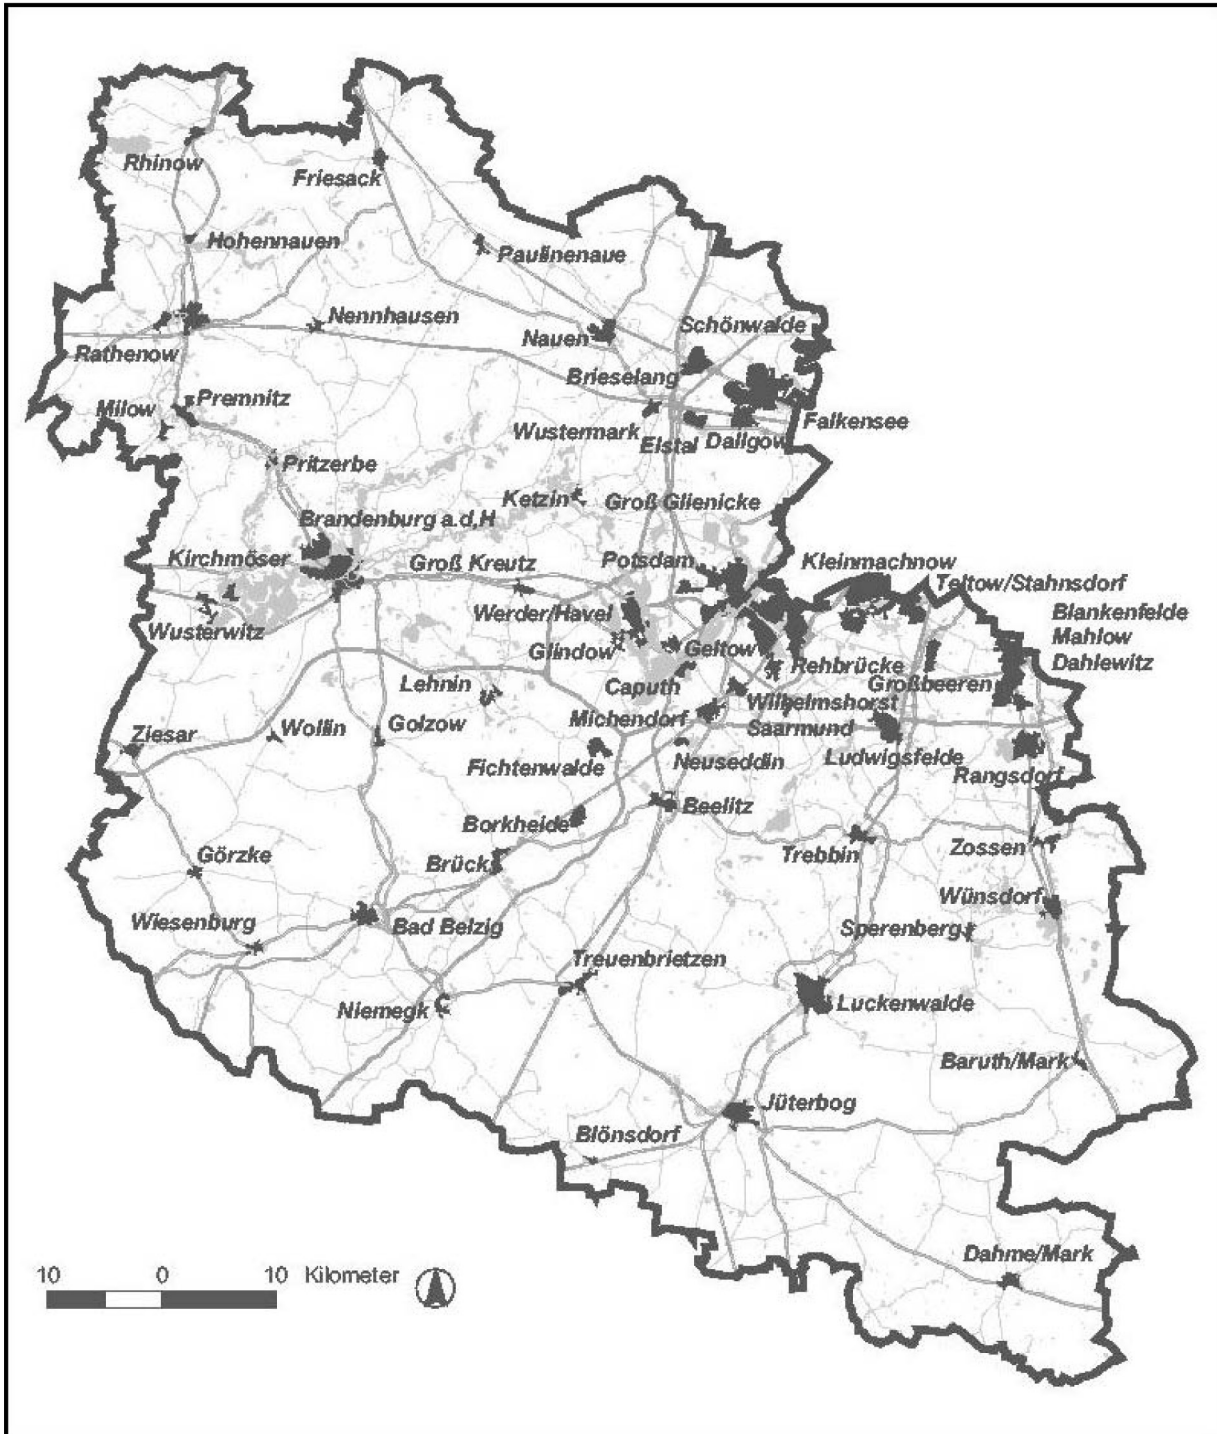 Rhinow
Friesack
Hohennauen
Paulinenaue
Nennhausen
Schönwalde
Nauen
Rathenow
Brieselang
Premnitz
Milow
Falkensee
Wustermark
Elstal
Dallgow
Pritzerbe
Ketzin
Groß Glienicke
Brandenburg a.d,H
Kirchmöser
Groß Kreutz
Potsdam
Kleinmachnow
Teltow/Stahnsdorf
Werder/Havel
Blankenfelde
Wusterwitz
Mahlow
Glindow
Geltow
Rehbrücke
Dahlewitz
Lehnin
Caputh
Großbeeren
Wilhelmshorst
Michendorf
Ziesar
Wollin
Golzow
Saarmund
Fichtenwalde
Neuseddin
Ludwigsfelde
Rangsdorf
Beelitz
Borkheide
Görzke
Brück
Trebbin
Zossen
Wünsdorf
Wiesenburg
Bad Belzig
Sperenberg
Treuenbrietzen
Niemegk
Luckenwalde
Baruth/Mark
Jüterbog
Blönsdorf
Dahme/Mark
10 0 10 Kilometer